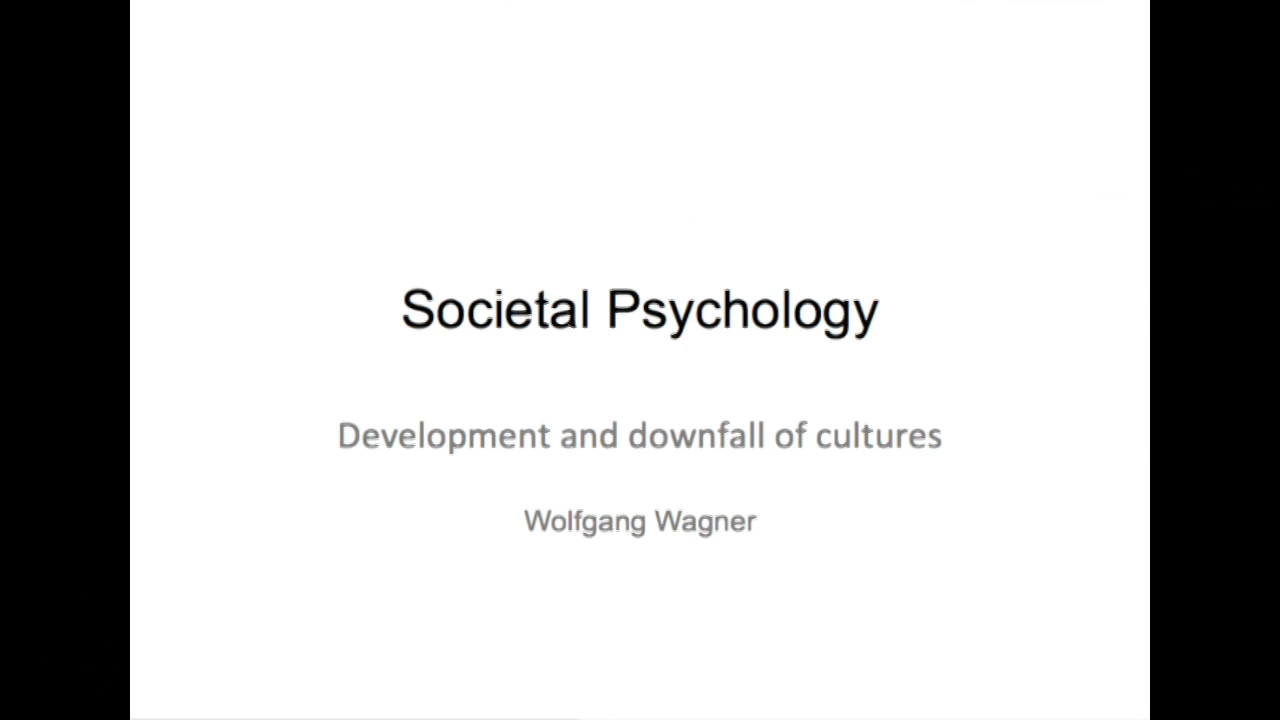 Societal Psychology
Development and downfall of cultures
Wolfgang Wagner